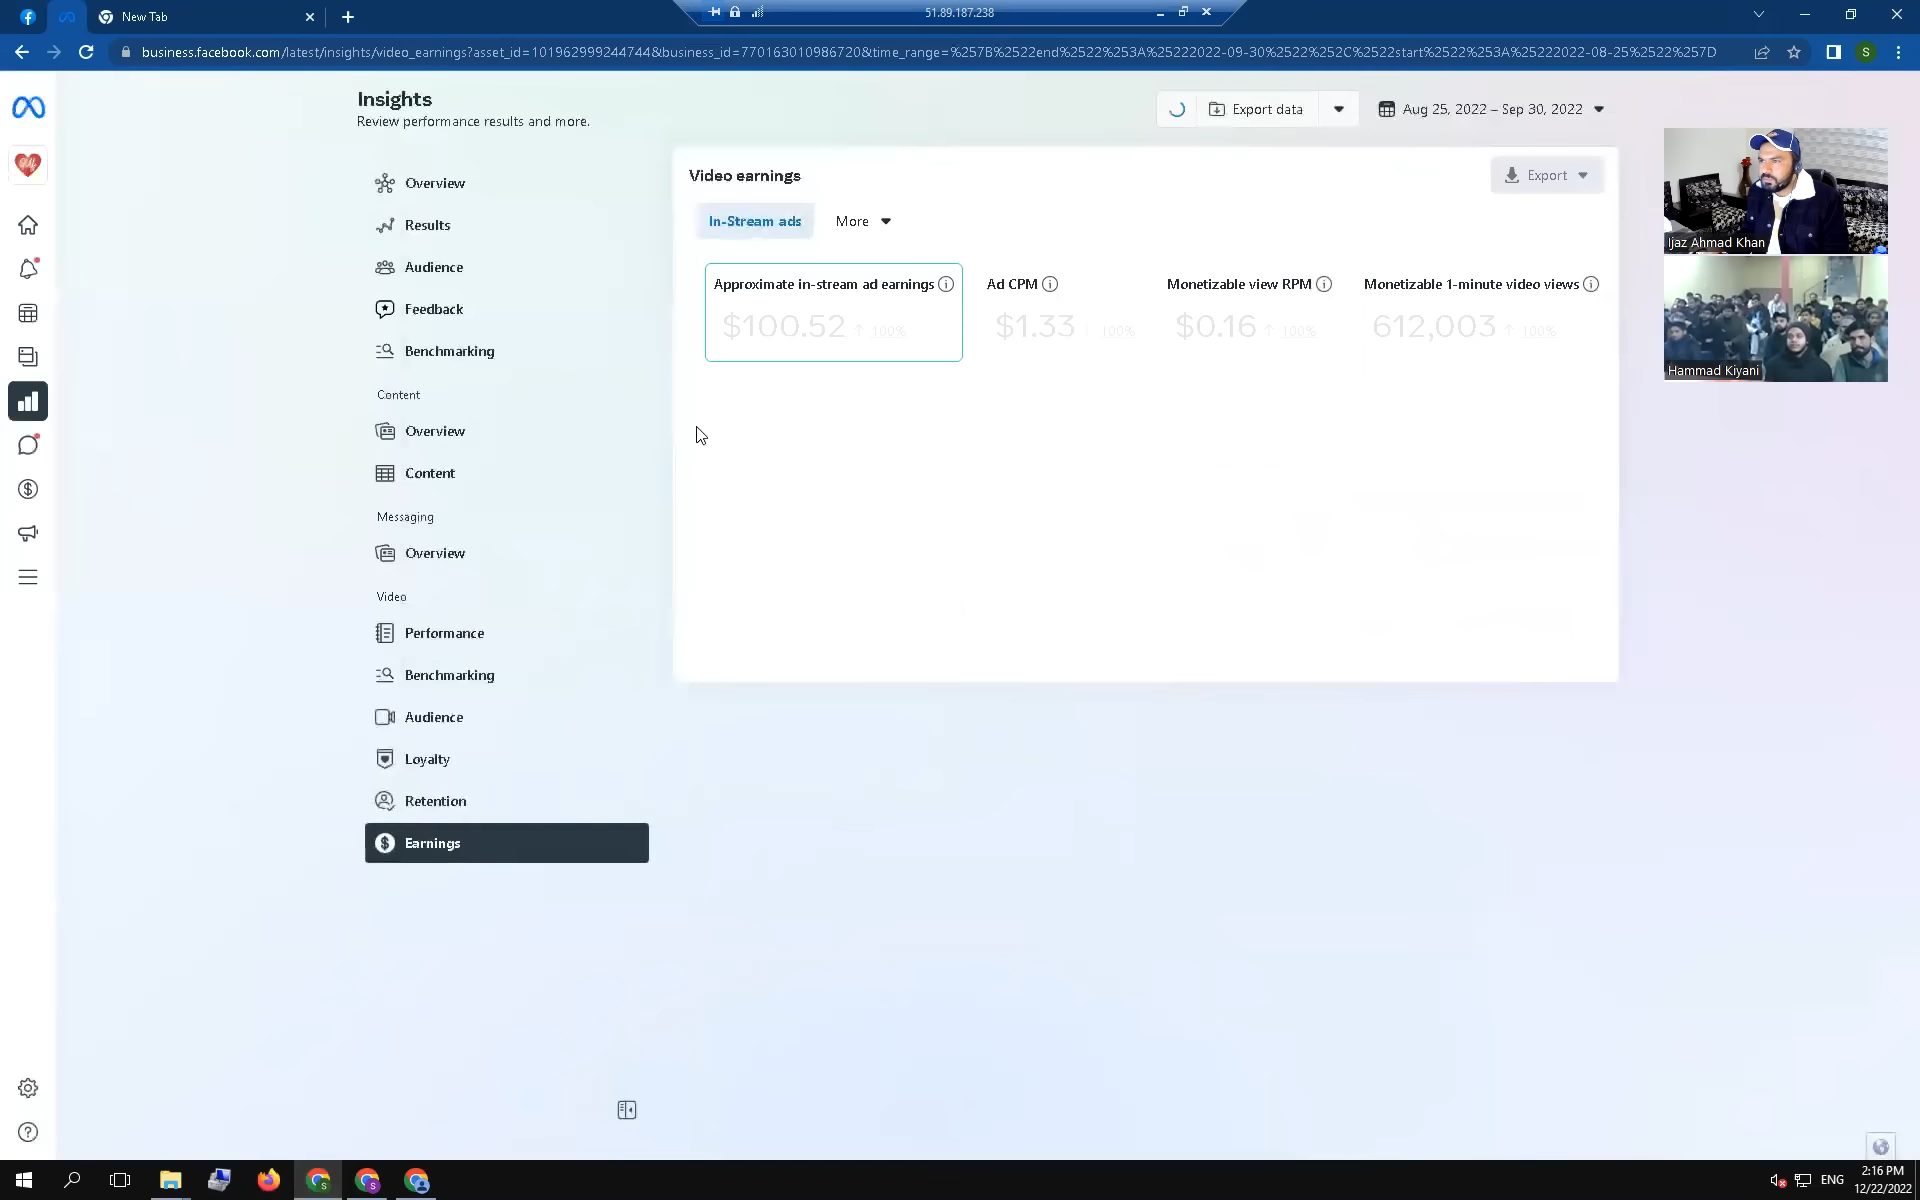 New Tab
51.89.187.238
business.facebook.com/latest/insights/video_earnings?asset_id=101962999244744&business_id=770163010986720&time_range=%257B%2522end%2522%253A%25222022-09-30%2522%252C%2522start%2522%253A%25222022-08-25%2522%257D
S
Insights
Review performance results and more.
Export data
Aug 25, 2022 – Sep 30, 2022
Overview
Results
Audience
Feedback
Benchmarking
Content
Overview
Content
Messaging
Overview
Video
Performance
Benchmarking
Audience
Loyalty
Retention
Earnings
Video earnings
Export
In-Stream ads
More
Approximate in-stream ad earnings
$100.52 ↑ 100%
Ad CPM
$1.33 100%
Monetizable view RPM
$0.16 ↑ 100%
Monetizable 1-minute video views
612,003 ↑ 100%
Ijaz Ahmad Khan
Hammad Kiyani
ENG
2:16 PM
12/22/2022